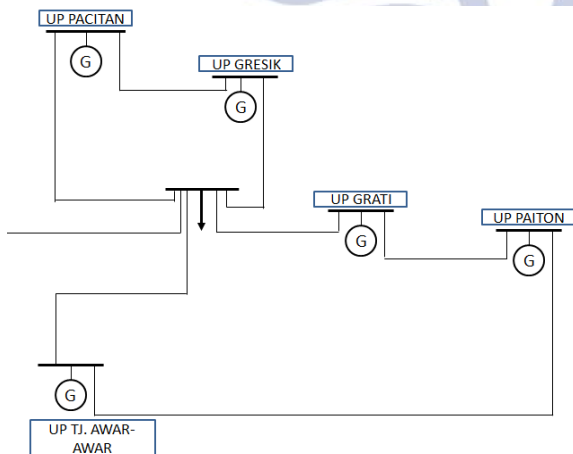 UP PACITAN
G
UP GRESIK
G
UP GRATI
G
UP PAITON
G
G
UP TJ. AWAR-
AWAR